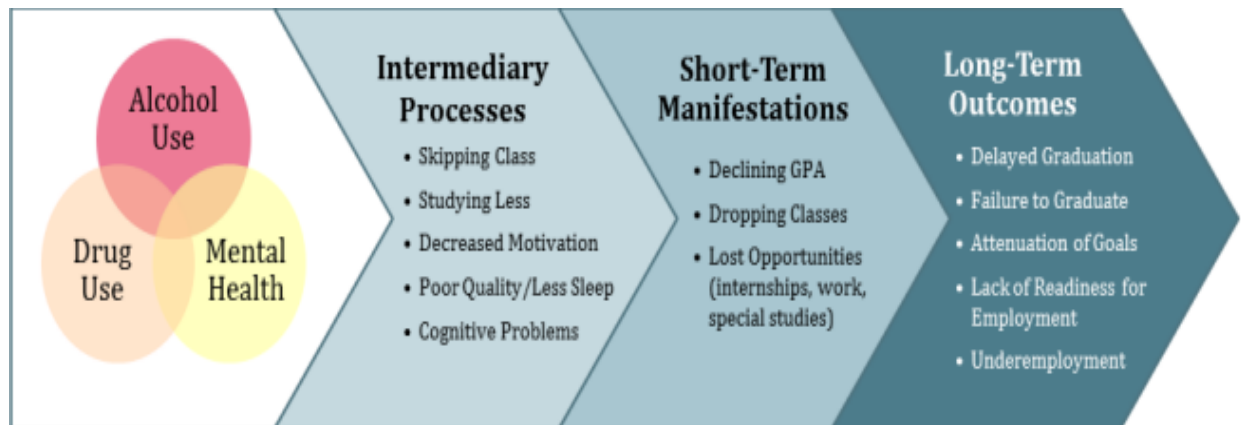 Alcohol
Use
Drug
Use
Mental
Health
Intermediary
Processes
• Skipping Class
• Studying Less
• Decreased Motivation
• Poor Quality/Less Sleep
• Cognitive Problems
Short-Term
Manifestations
• Declining GPA
• Dropping Classes
• Lost Opportunities
(internships, work,
special studies)
Long-Term
Outcomes
• Delayed Graduation
• Failure to Graduate
• Attenuation of Goals
• Lack of Readiness for
Employment
• Underemployment